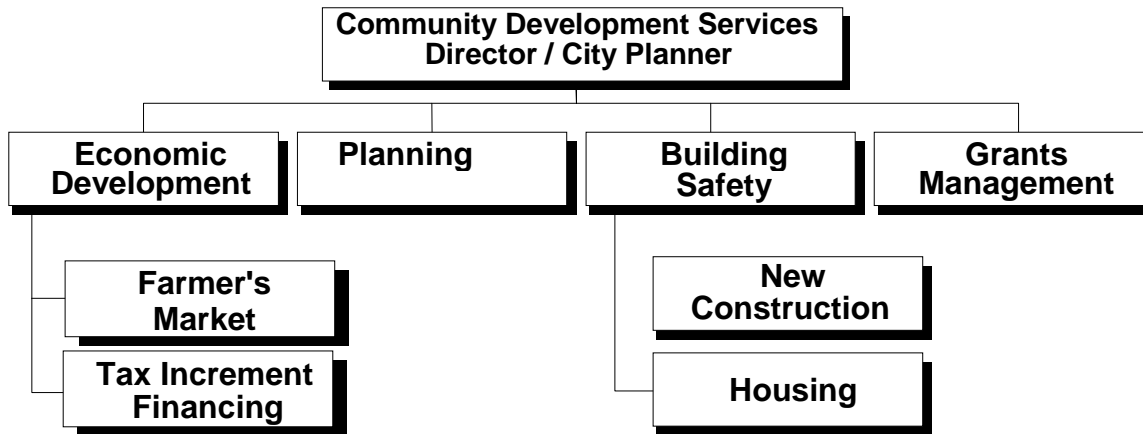 Community Development Services
Director / City Planner
Economic
Development
Planning
Building
Safety
Grants
Management
Farmer's
Market
Tax Increment
Financing
New
Construction
Housing